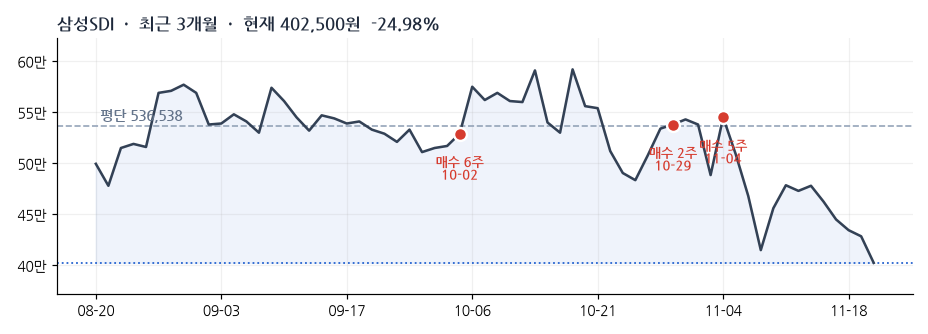 삼성SDI · 최근 3개월 · 현재 402,500원 -24.98%
60만
55만
50만
45만
40만
평단 536,538
매수 6주
10-02
매수 2주
10-29
매수 5주
11-04
08-20
09-03
09-17
10-06
10-21
11-04
11-18